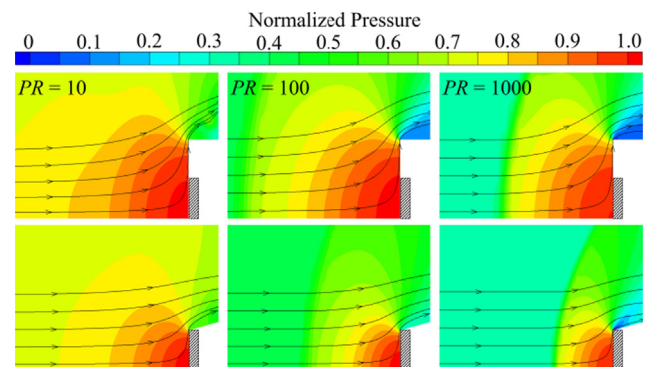 Normalized Pressure
0 0.1 0.2 0.3 0.4 0.5 0.6 0.7 0.8 0.9 1.0
PR = 10 PR = 100 PR = 1000